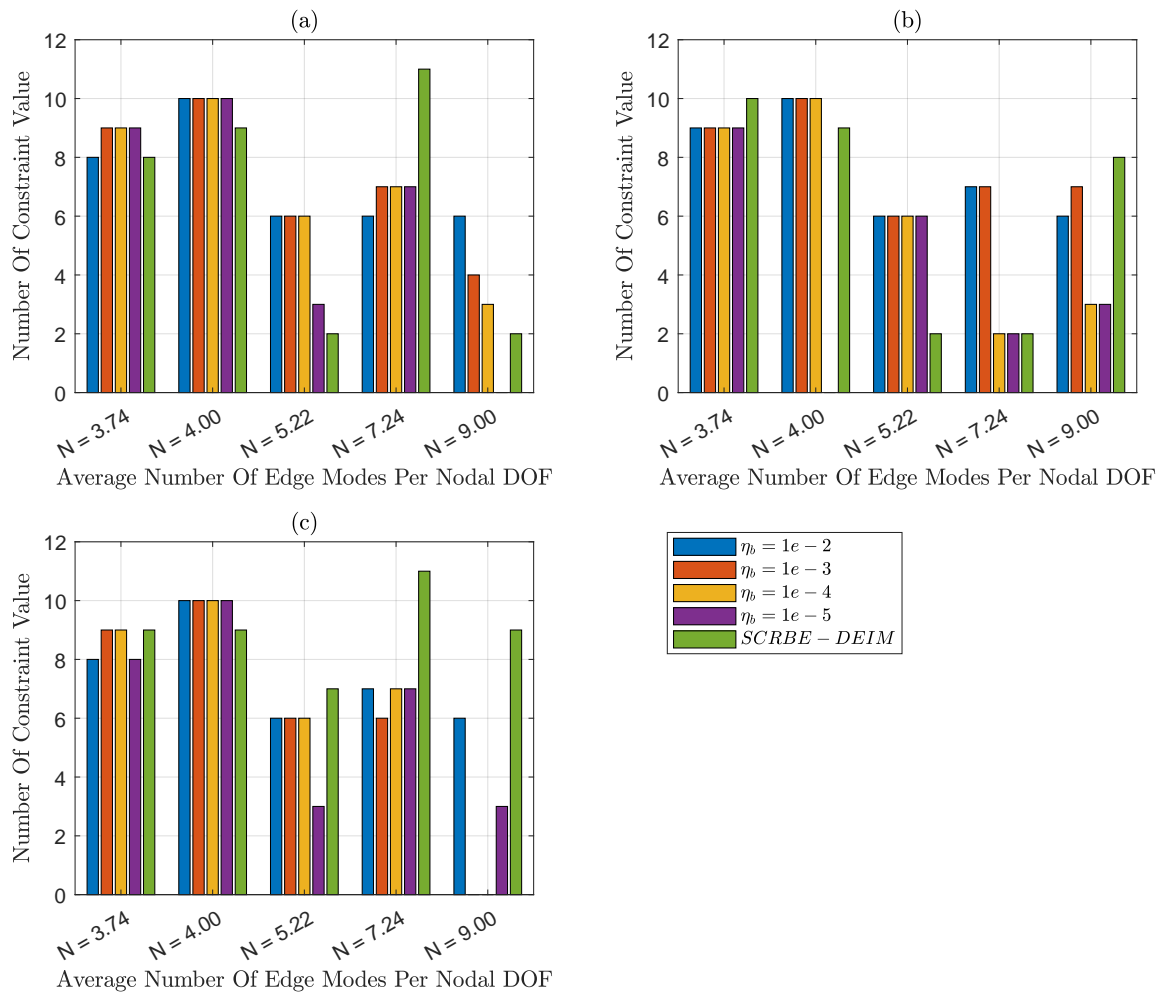 (a)
Number Of Constraint Value
12
10
8
6
4
2
0
N = 3.74
N = 4.00
N = 5.22
N = 7.24
N = 9.00
Average Number Of Edge Modes Per Nodal DOF
(b)
Number Of Constraint Value
12
10
8
6
4
2
0
N = 3.74
N = 4.00
N = 5.22
N = 7.24
N = 9.00
Average Number Of Edge Modes Per Nodal DOF
(c)
Number Of Constraint Value
12
10
8
6
4
2
0
N = 3.74
N = 4.00
N = 5.22
N = 7.24
N = 9.00
Average Number Of Edge Modes Per Nodal DOF
η_b = 1e − 2
η_b = 1e − 3
η_b = 1e − 4
η_b = 1e − 5
SCRBE − DEIM